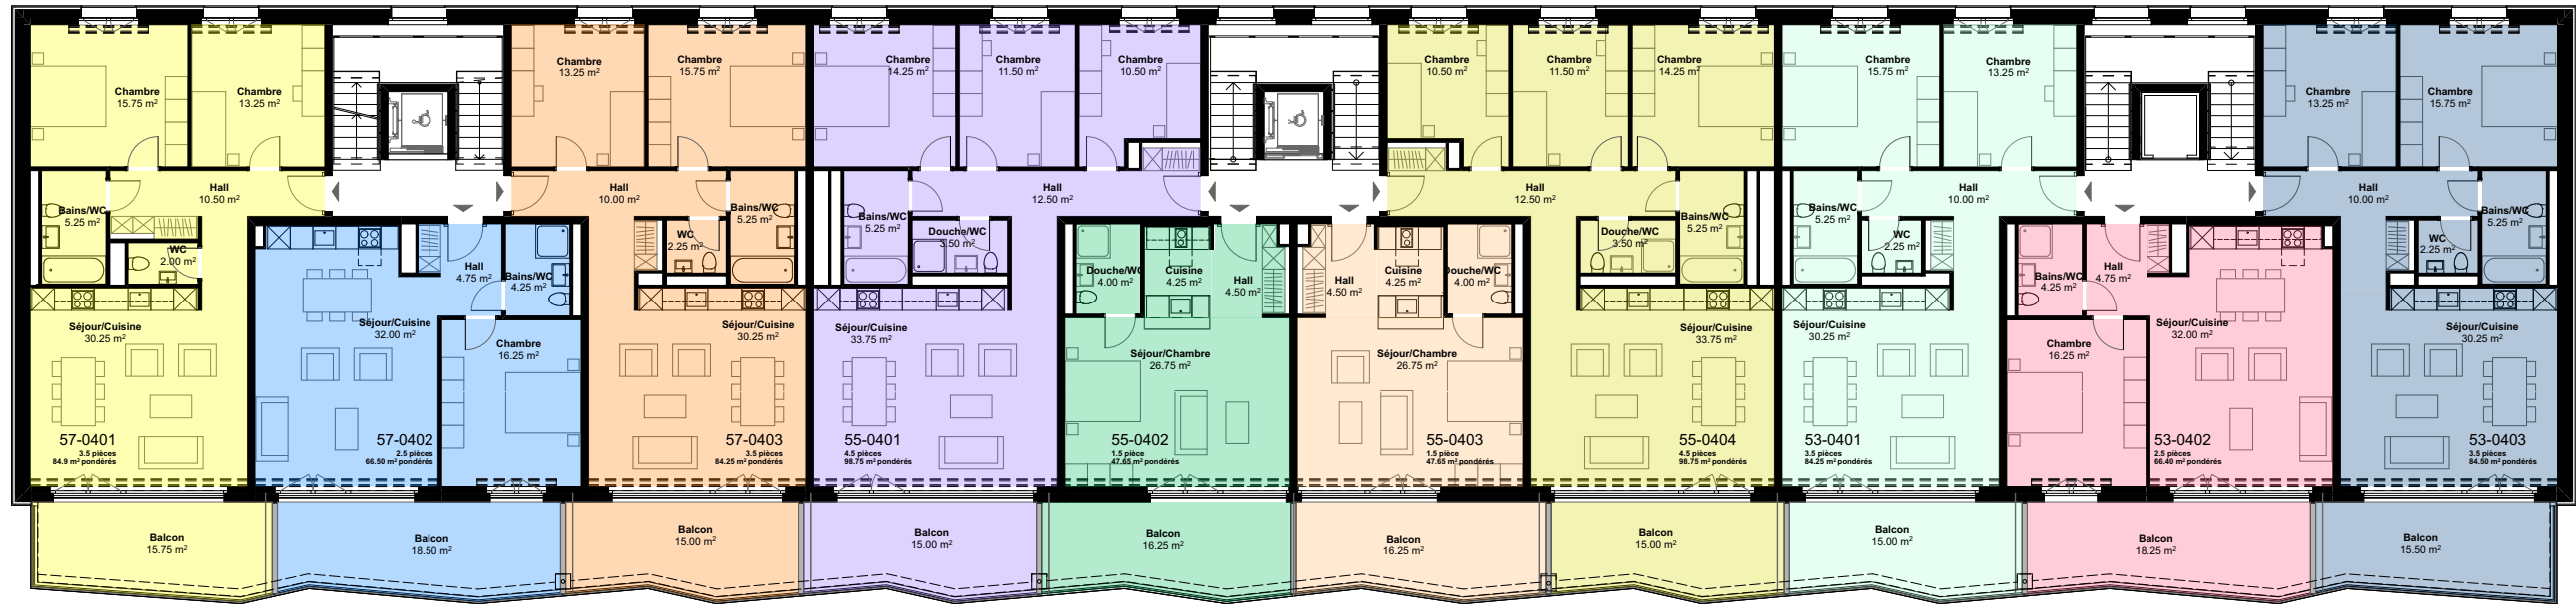 Chambre
15.75 m²
Chambre
13.25 m²
Hall
10.50 m²
Bains/WC
5.25 m²
WC
2.00 m²
Séjour/Cuisine
30.25 m²
57-0401
3.5 pièces
84.9 m² pondérés
Balcon
15.75 m²
Hall
4.75 m²
Bains/WC
4.25 m²
Séjour/Cuisine
32.00 m²
Chambre
16.25 m²
57-0402
2.5 pièces
66.50 m² pondérés
Balcon
18.50 m²
Chambre
13.25 m²
Chambre
15.75 m²
Hall
10.00 m²
WC
2.25 m²
Bains/WC
5.25 m²
Séjour/Cuisine
30.25 m²
57-0403
3.5 pièces
84.25 m² pondérés
Balcon
15.00 m²
Chambre
14.25 m²
Chambre
11.50 m²
Chambre
10.50 m²
Hall
12.50 m²
Bains/WC
5.25 m²
Douche/WC
3.50 m²
Séjour/Cuisine
33.75 m²
55-0401
4.5 pièces
98.75 m² pondérés
Balcon
15.00 m²
Douche/WC
4.00 m²
Cuisine
4.25 m²
Hall
4.50 m²
Séjour/Chambre
26.75 m²
55-0402
1.5 pièce
47.65 m² pondérés
Balcon
16.25 m²
Hall
4.50 m²
Cuisine
4.25 m²
Douche/WC
4.00 m²
Séjour/Chambre
26.75 m²
55-0403
1.5 pièce
47.65 m² pondérés
Balcon
16.25 m²
Chambre
10.50 m²
Chambre
11.50 m²
Chambre
14.25 m²
Hall
12.50 m²
Douche/WC
3.50 m²
Bains/WC
5.25 m²
Séjour/Cuisine
33.75 m²
55-0404
4.5 pièces
98.75 m² pondérés
Balcon
15.00 m²
Chambre
15.75 m²
Chambre
13.25 m²
Hall
10.00 m²
Bains/WC
5.25 m²
WC
2.25 m²
Séjour/Cuisine
30.25 m²
53-0401
3.5 pièces
84.25 m² pondérés
Balcon
15.00 m²
Bains/WC
4.25 m²
Hall
4.75 m²
Séjour/Cuisine
32.00 m²
Chambre
16.25 m²
53-0402
2.5 pièces
66.40 m² pondérés
Balcon
18.25 m²
Chambre
13.25 m²
Chambre
15.75 m²
Hall
10.00 m²
WC
2.25 m²
Bains/WC
5.25 m²
Séjour/Cuisine
30.25 m²
53-0403
3.5 pièces
84.50 m² pondérés
Balcon
15.50 m²